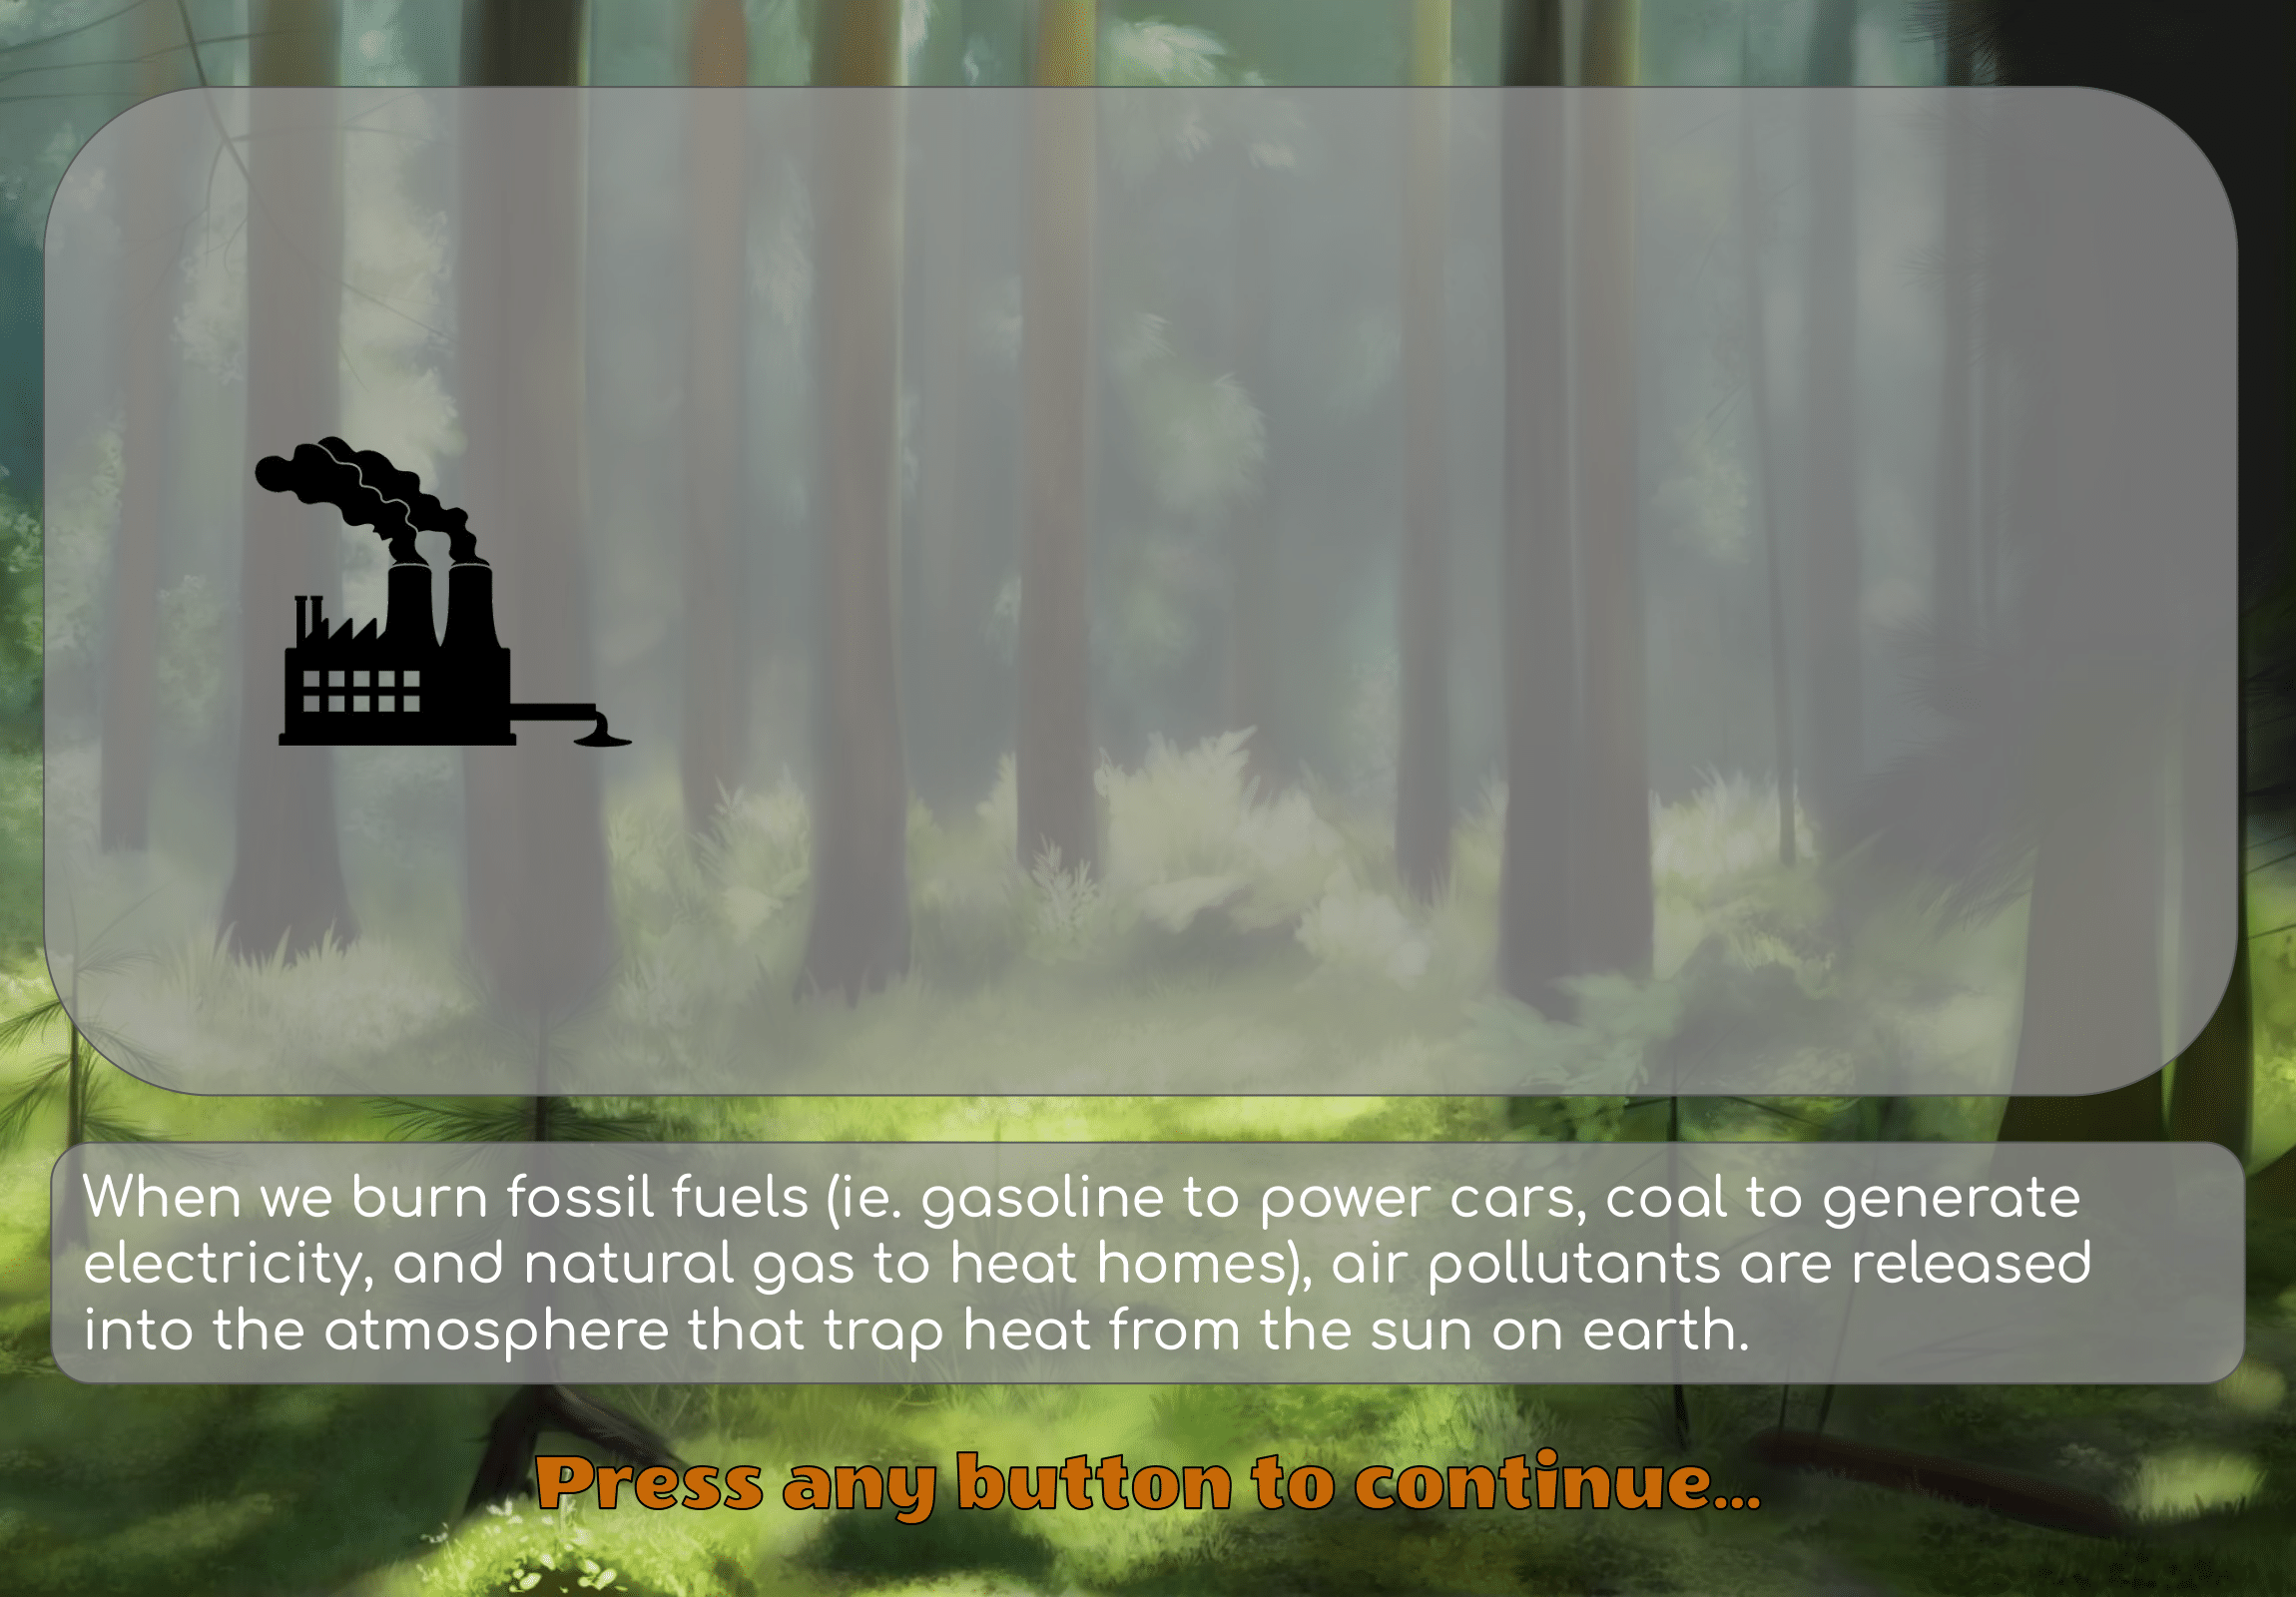 When we burn fossil fuels (ie. gasoline to power cars, coal to generate
electricity, and natural gas to heat homes), air pollutants are released
into the atmosphere that trap heat from the sun on earth.
Press any button to continue...